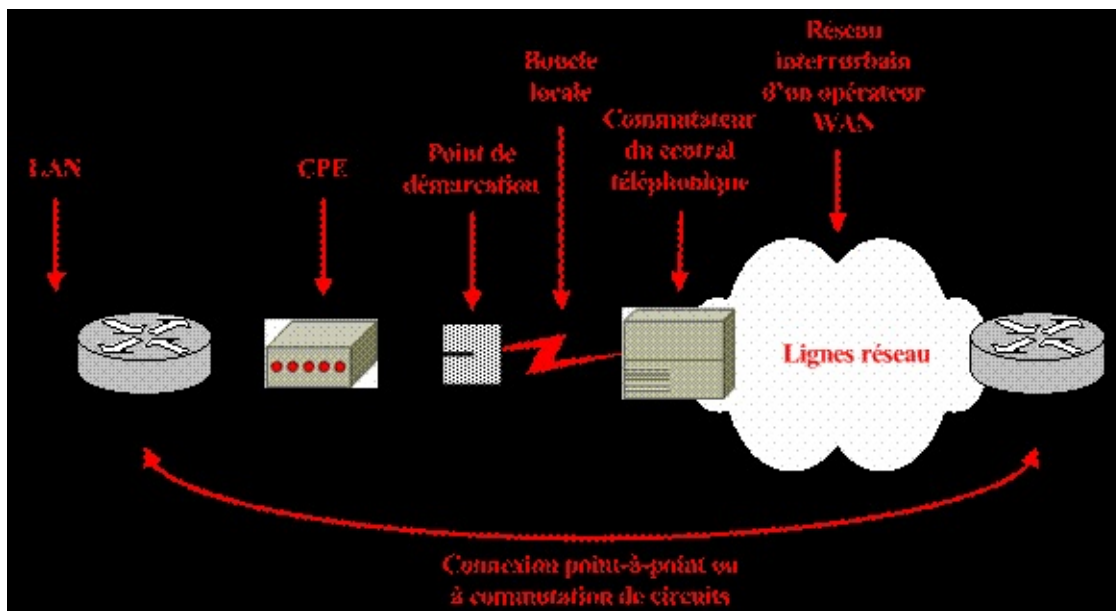 LAN
CPE
Point de
démarcation
Boucle
locale
Commutateur
du central
téléphonique
Réseau
interurbain
d'un opérateur
WAN
Lignes réseau
Connexion point-à-point ou
à commutation de circuits